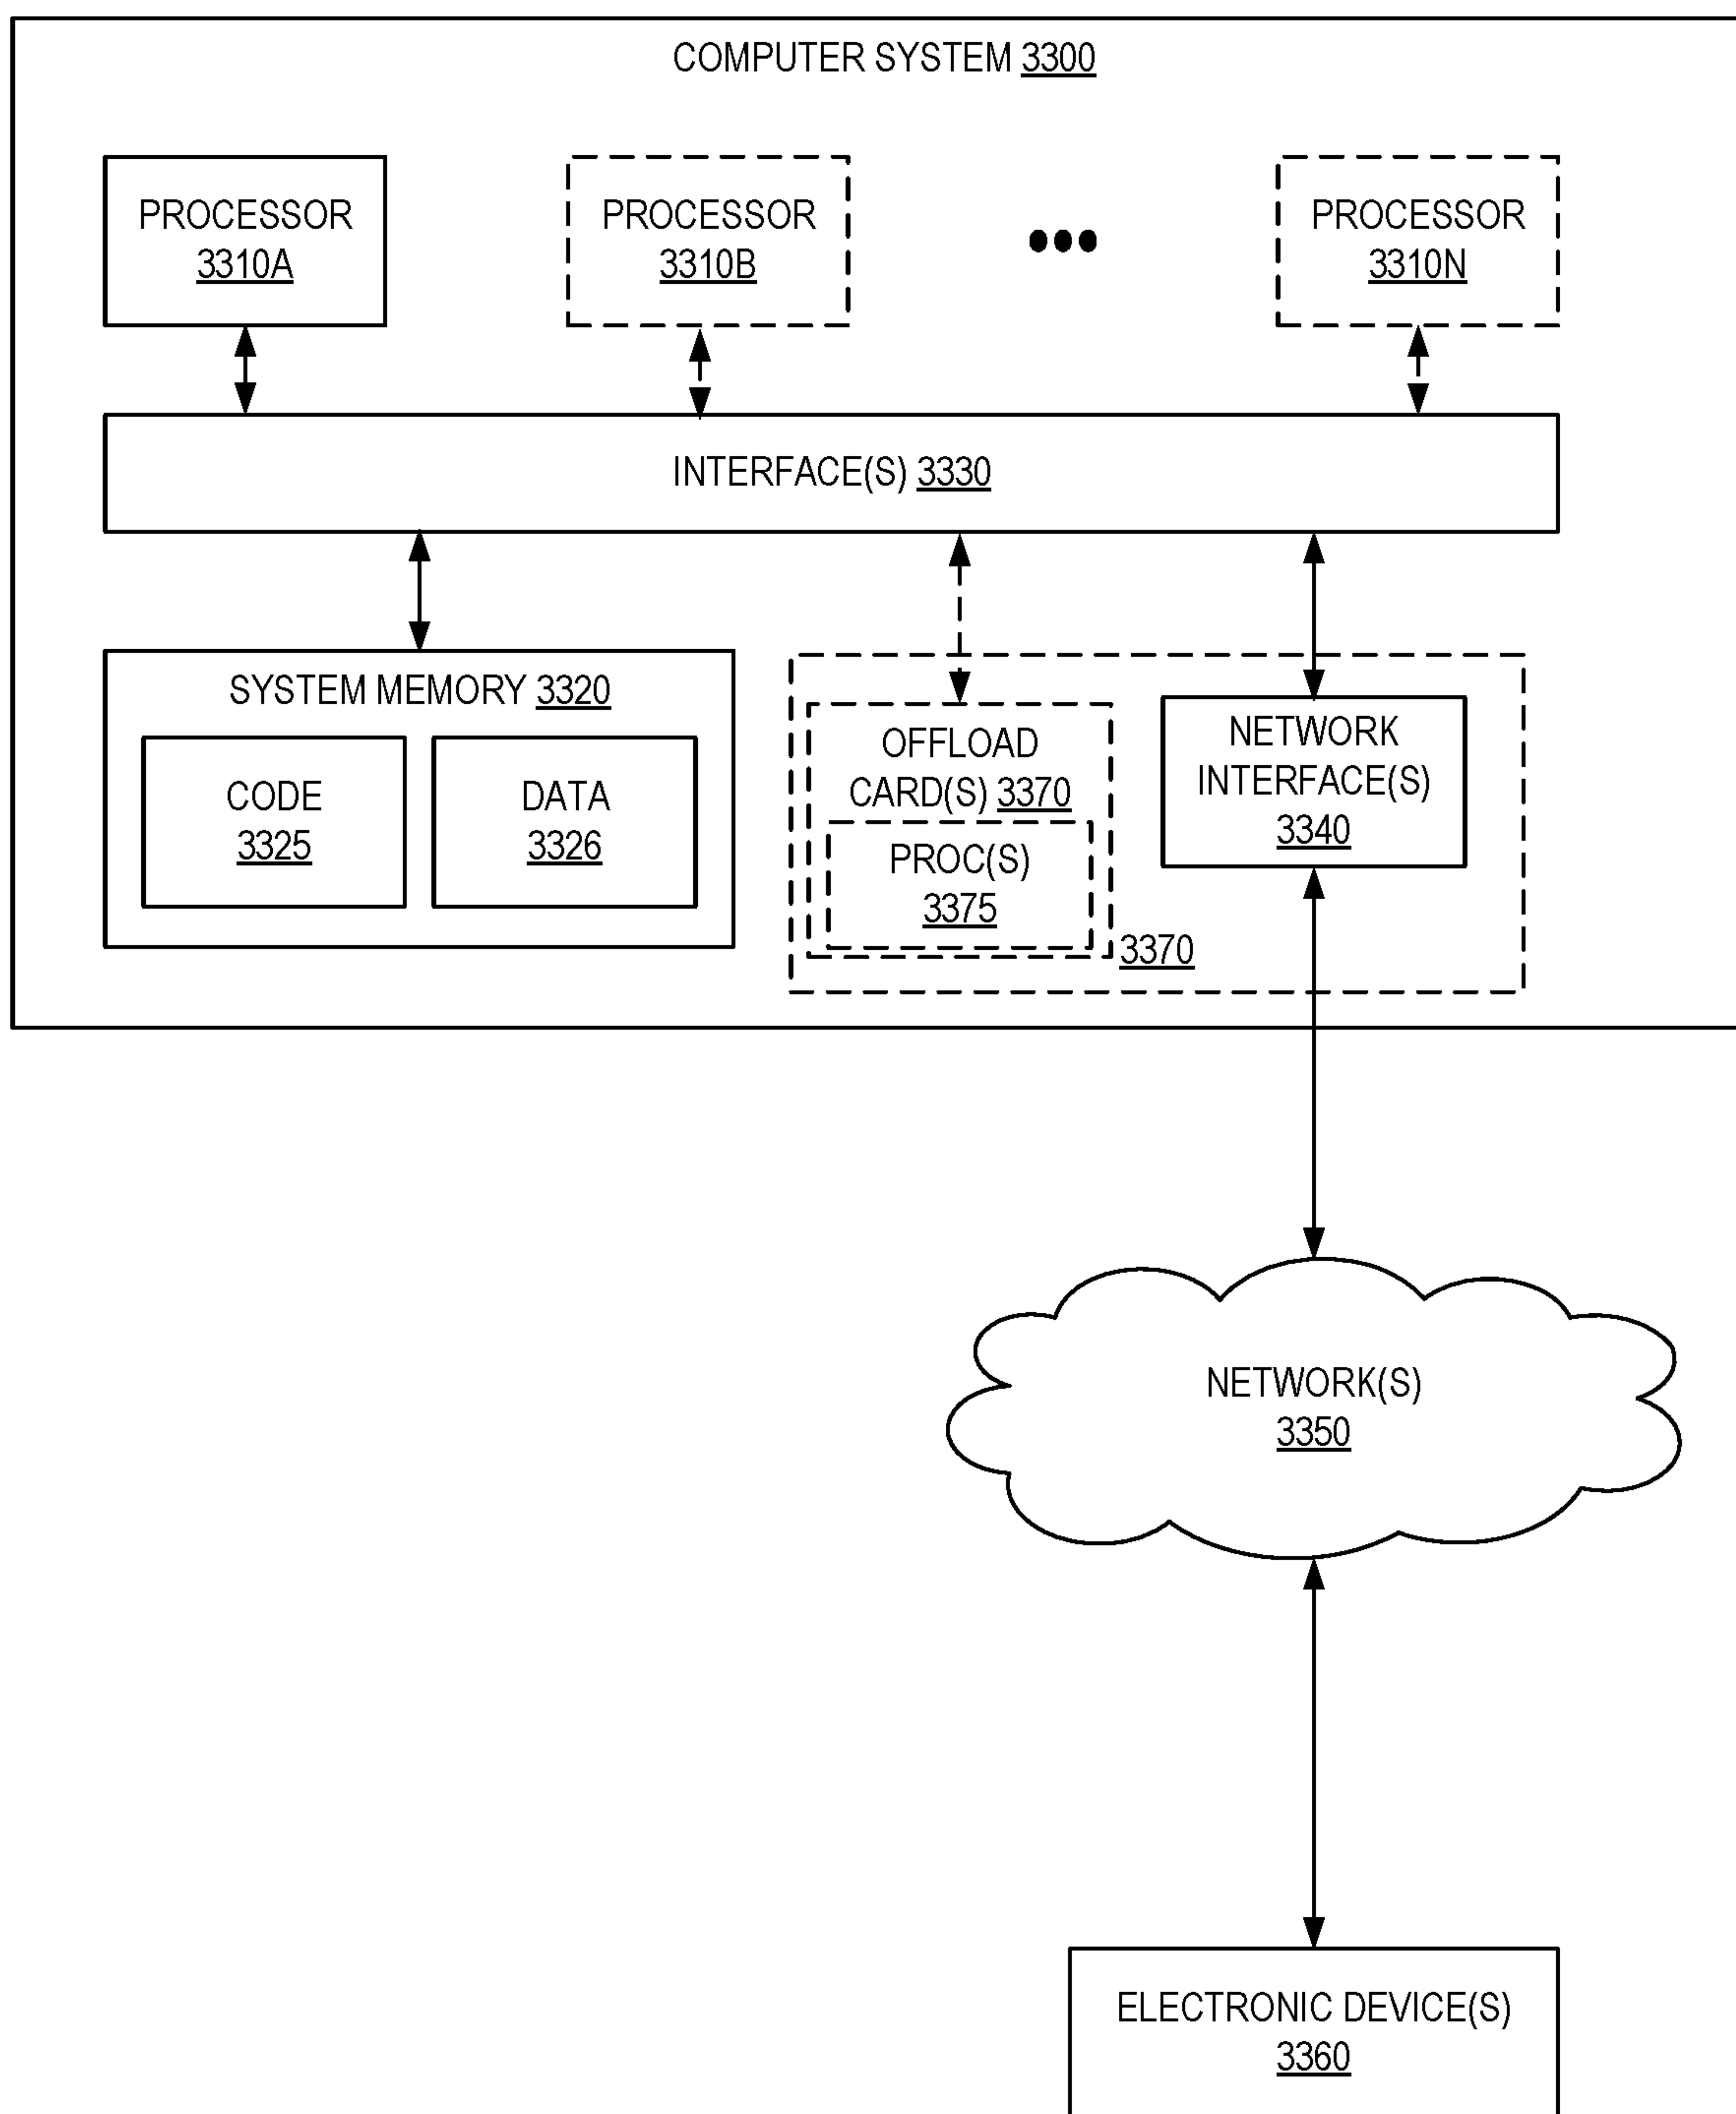 COMPUTER SYSTEM 3300
PROCESSOR
3310A
PROCESSOR
3310B
PROCESSOR
3310N
INTERFACE(S) 3330
SYSTEM MEMORY 3320
CODE
3325
DATA
3326
OFFLOAD
CARD(S) 3370
PROC(S)
3375
3370
NETWORK
INTERFACE(S)
3340
NETWORK(S)
3350
ELECTRONIC DEVICE(S)
3360